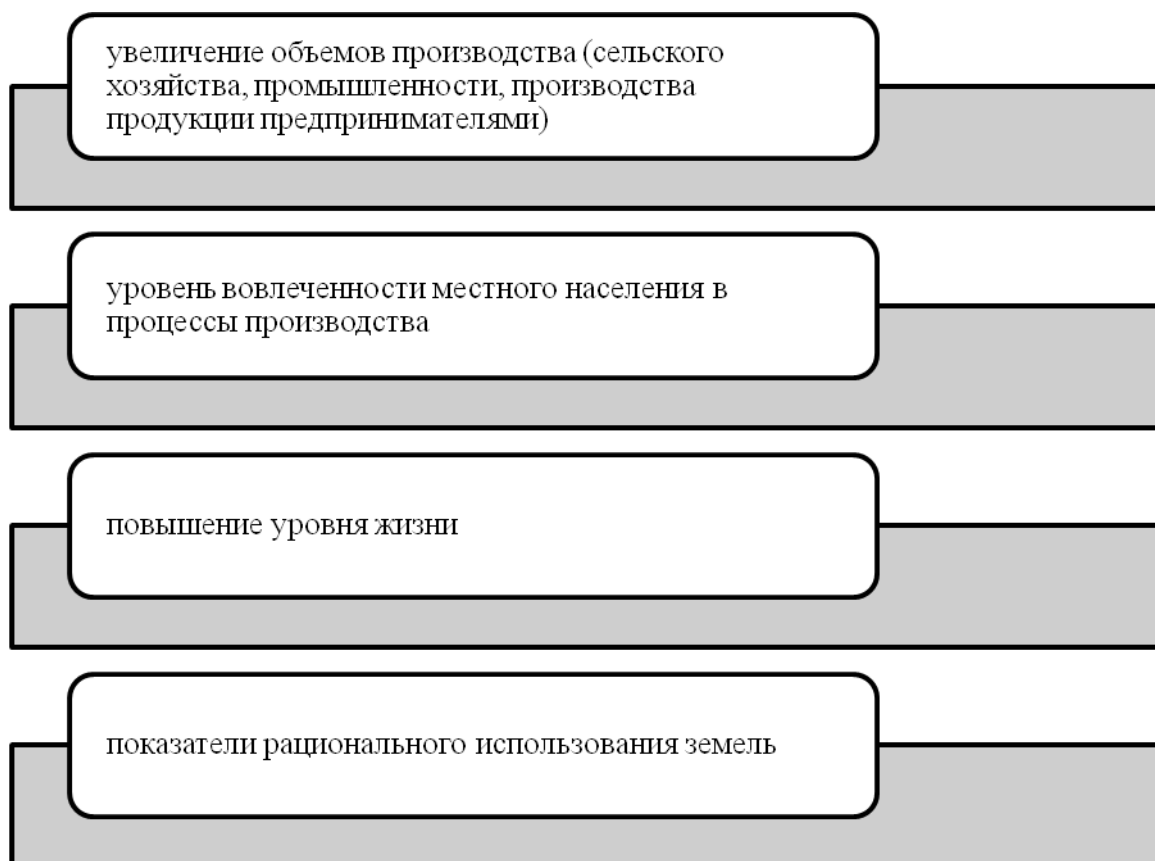 увеличение объемов производства (сельского
хозяйства, промышленности, производства
продукции предпринимателями)
уровень вовлеченности местного населения в
процессы производства
повышение уровня жизни
показатели рационального использования земель